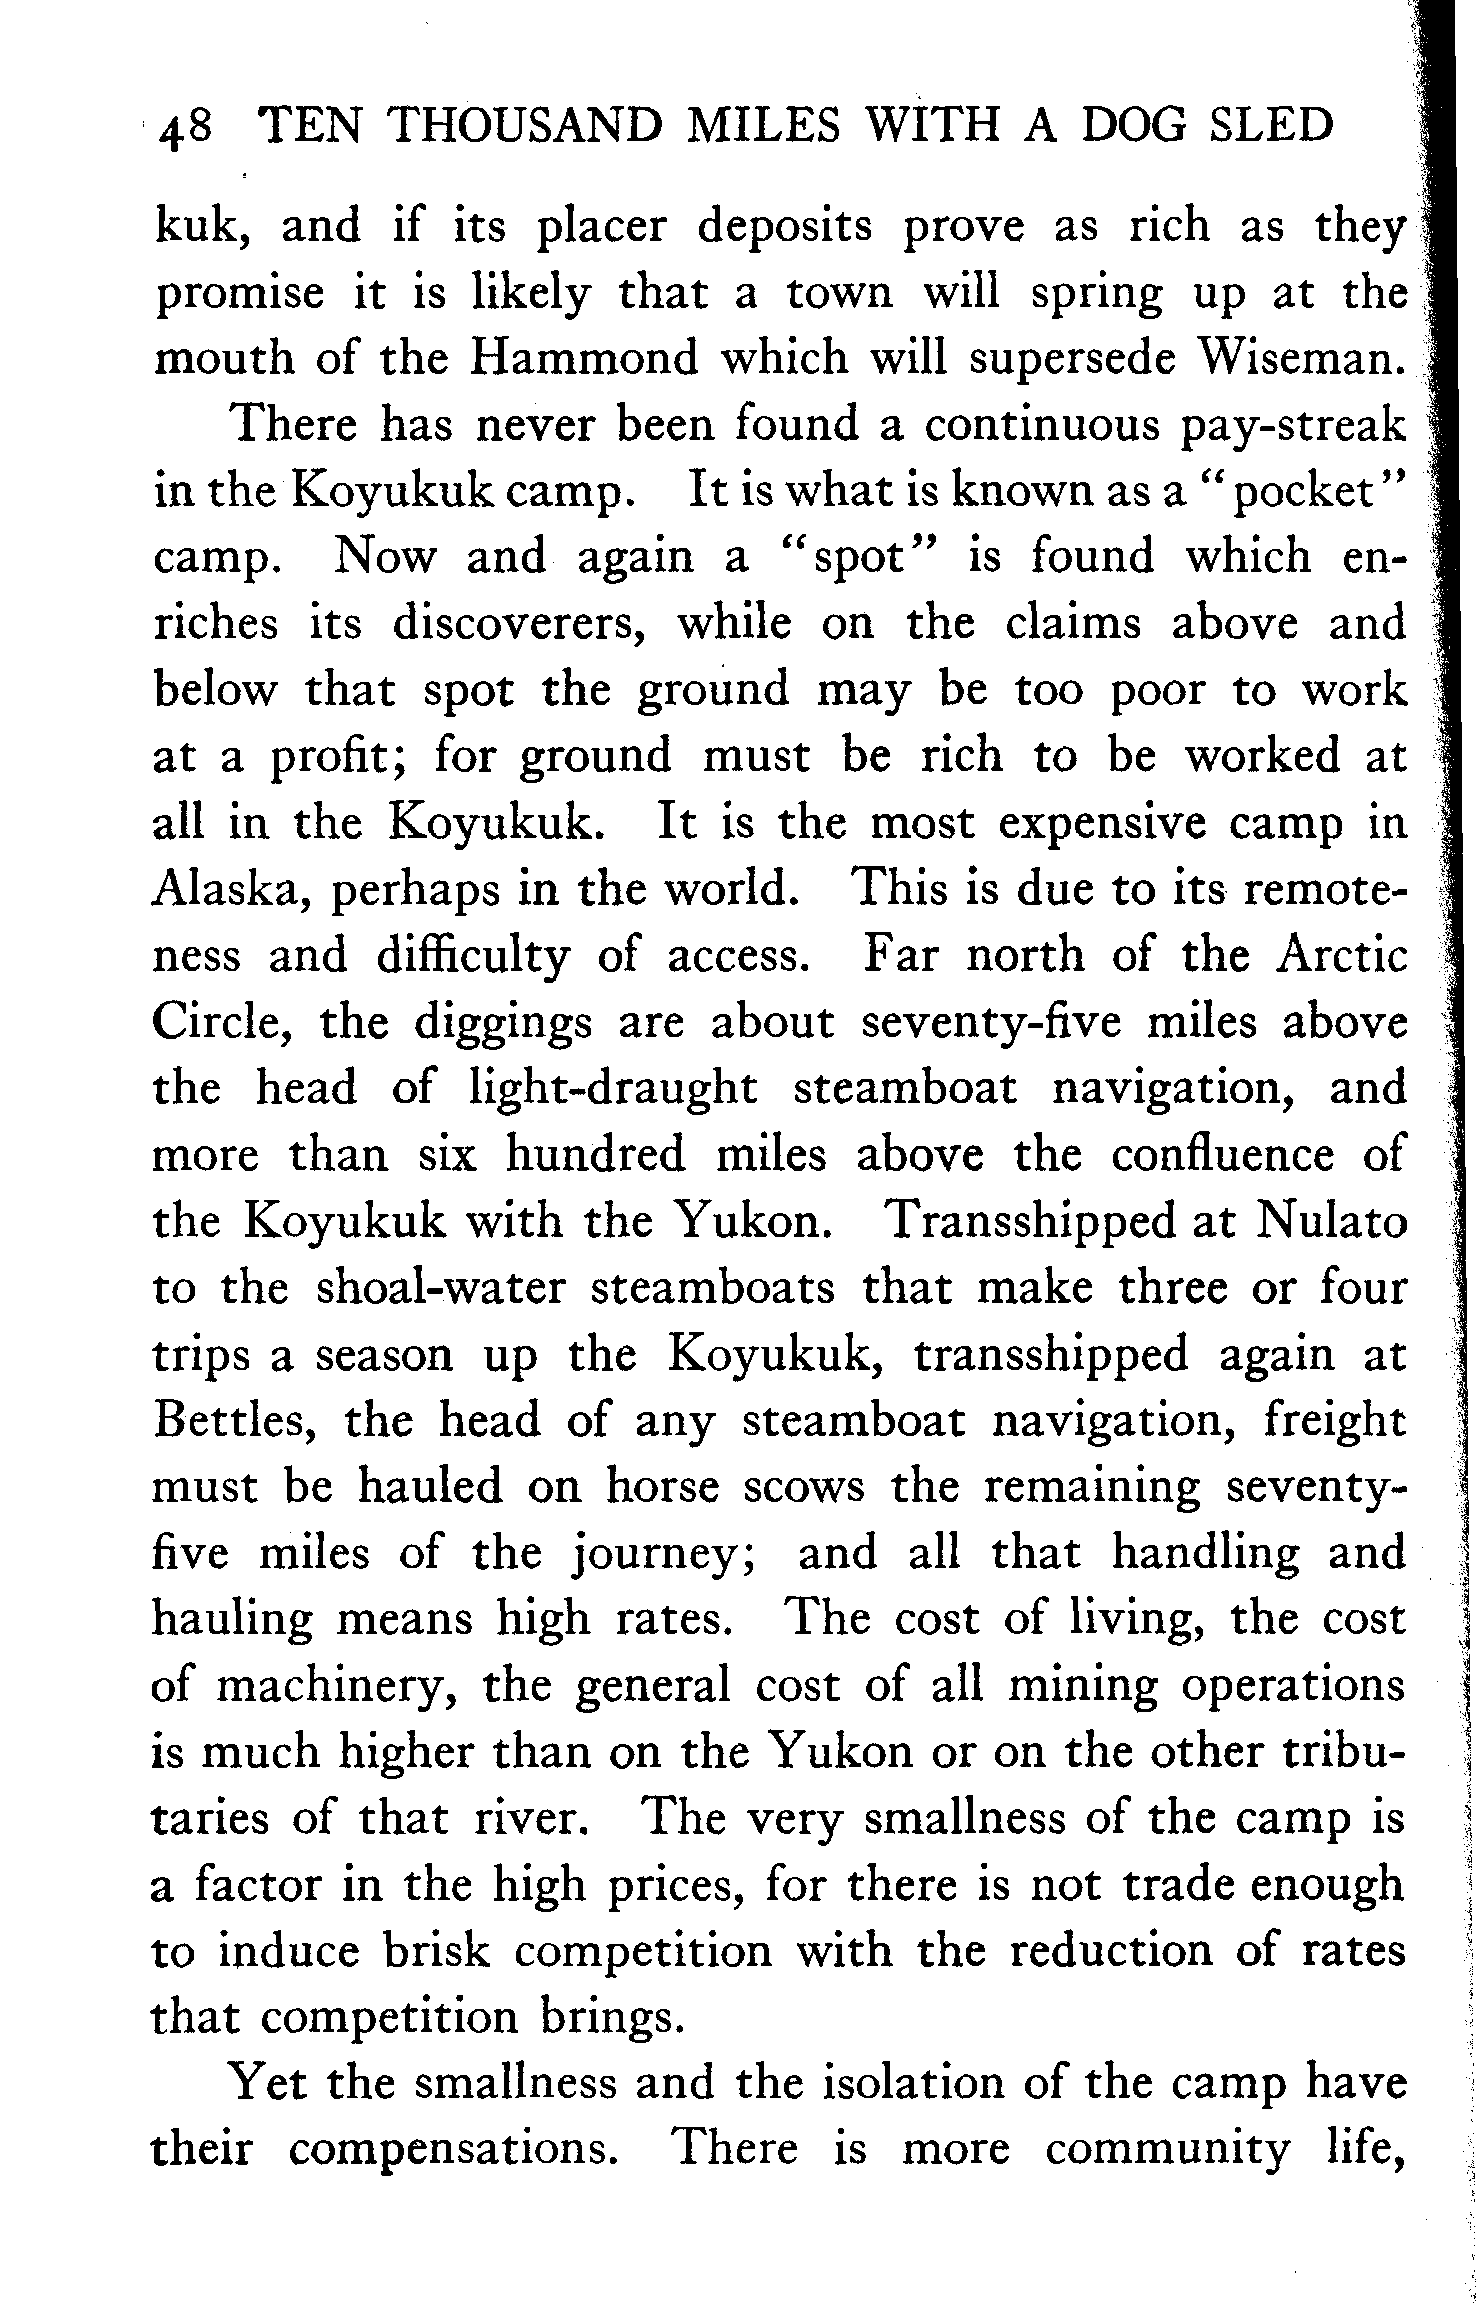 48 TEN THOUSAND MILES WITH A DOG SLED
kuk, and if its placer deposits prove as rich as they
promise it is likely that a town will spring up at the
mouth of the Hammond which will supersede Wiseman.
There has never been found a continuous pay-streak
in the Koyukuk camp. It is what is known as a "pocket"
camp. Now and again a "spot" is found which en-
riches its discoverers, while on the claims above and
below that spot the ground may be too poor to work
at a profit; for ground must be rich to be worked at
all in the Koyukuk. It is the most expensive camp in
Alaska, perhaps in the world. This is due to its remote-
ness and difficulty of access. Far north of the Arctic
Circle, the diggings are about seventy-five miles above
the head of light-draught steamboat navigation, and
more than six hundred miles above the confluence of
the Koyukuk with the Yukon. Transshipped at Nulato
to the shoal-water steamboats that make three or four
trips a season up the Koyukuk, transshipped again at
Bettles, the head of any steamboat navigation, freight
must be hauled on horse scows the remaining seventy-
five miles of the journey; and all that handling and
hauling means high rates. The cost of living, the cost
of machinery, the general cost of all mining operations
is much higher than on the Yukon or on the other tribu-
taries of that river. The very smallness of the camp is
a factor in the high prices, for there is not trade enough
to induce brisk competition with the reduction of rates
that competition brings.
Yet the smallness and the isolation of the camp have
their compensations. There is more community life,